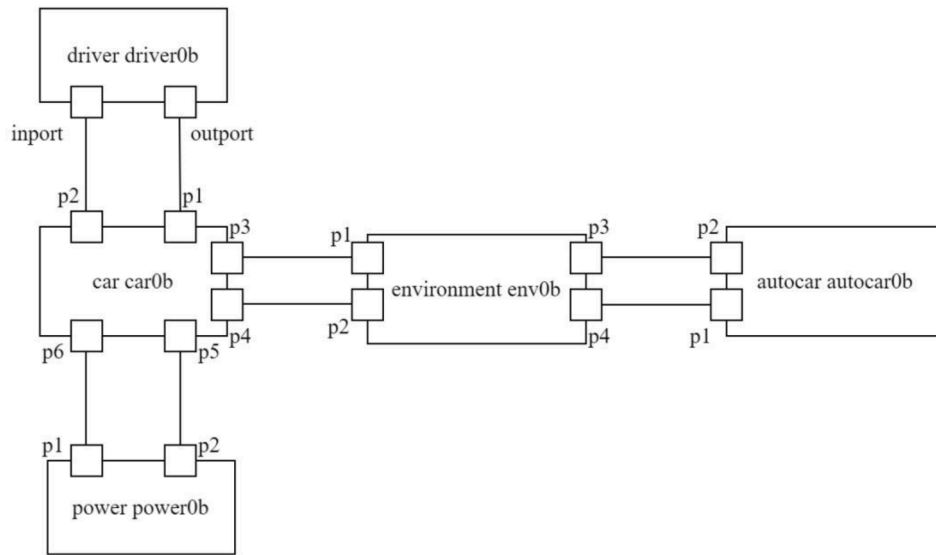 driver driver0b
inport
outport
p2
p1
p3
p1
p3
p2
car car0b
environment env0b
autocar autocar0b
p6
p5
p4
p2
p4
p1
p1
p2
power power0b